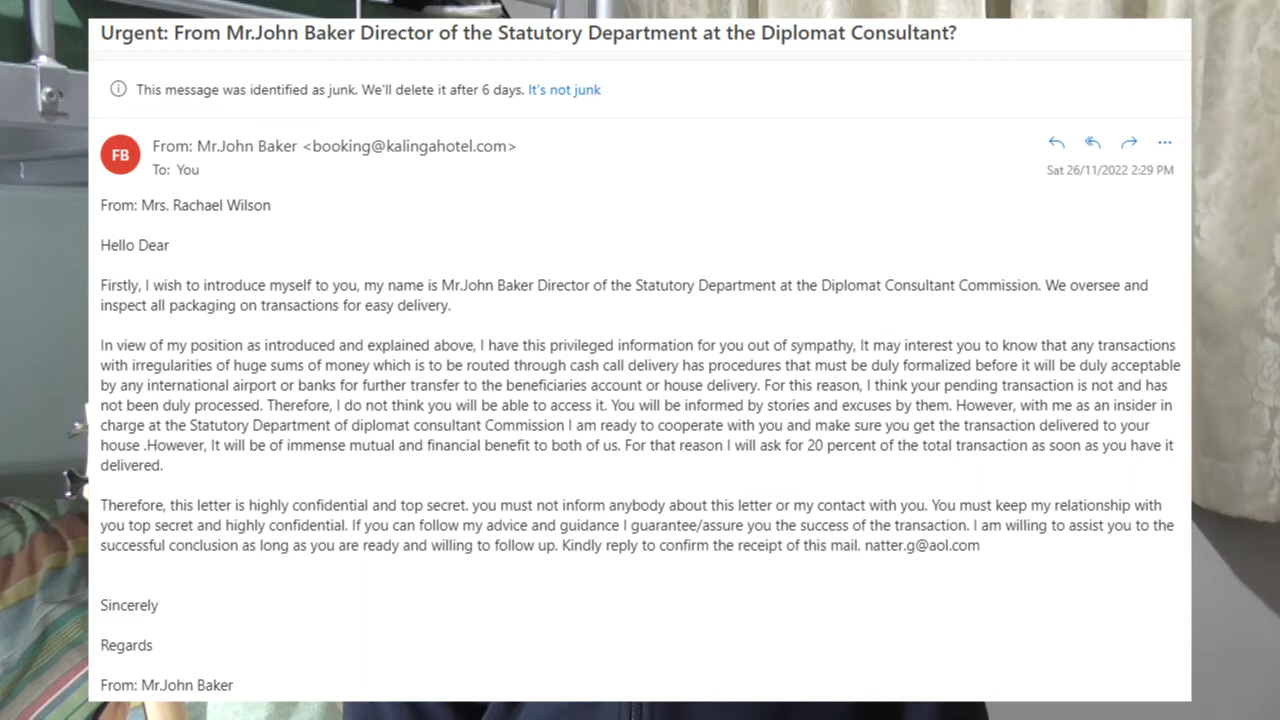 Urgent: From Mr.John Baker Director of the Statutory Department at the Diplomat Consultant?
This message was identified as junk. We'll delete it after 6 days. It's not junk
FB
From: Mr.John Baker <booking@kalingahotel.com>
To: You
Sat 26/11/2022 2:29 PM
From: Mrs. Rachael Wilson
Hello Dear
Firstly, I wish to introduce myself to you, my name is Mr.John Baker Director of the Statutory Department at the Diplomat Consultant Commission. We oversee and
inspect all packaging on transactions for easy delivery.
In view of my position as introduced and explained above, I have this privileged information for you out of sympathy, It may interest you to know that any transactions
with irregularities of huge sums of money which is to be routed through cash call delivery has procedures that must be duly formalized before it will be duly acceptable
by any international airport or banks for further transfer to the beneficiaries account or house delivery. For this reason, I think your pending transaction is not and has
not been duly processed. Therefore, I do not think you will be able to access it. You will be informed by stories and excuses by them. However, with me as an insider in
charge at the Statutory Department of diplomat consultant Commission I am ready to cooperate with you and make sure you get the transaction delivered to your
house .However, It will be of immense mutual and financial benefit to both of us. For that reason I will ask for 20 percent of the total transaction as soon as you have it
delivered.
Therefore, this letter is highly confidential and top secret. you must not inform anybody about this letter or my contact with you. You must keep my relationship with
you top secret and highly confidential. If you can follow my advice and guidance I guarantee/assure you the success of the transaction. I am willing to assist you to the
successful conclusion as long as you are ready and willing to follow up. Kindly reply to confirm the receipt of this mail. natter.g@aol.com
Sincerely
Regards
From: Mr.John Baker